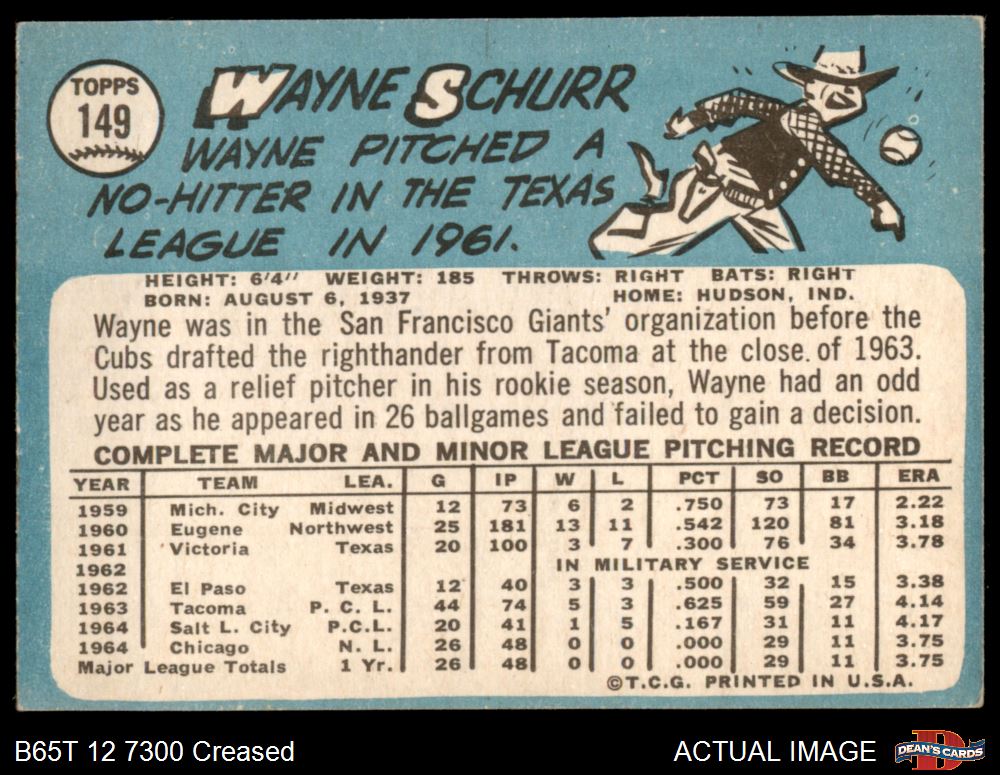 TOPPS
149
WAYNE SCHURR
WAYNE PITCHED A
NO-HITTER IN THE TEXAS
LEAGUE IN 1961.
HEIGHT: 6'4" WEIGHT: 185 THROWS: RIGHT BATS: RIGHT
BORN: AUGUST 6, 1937 HOME: HUDSON, IND.
Wayne was in the San Francisco Giants' organization before the
Cubs drafted the righthander from Tacoma at the close of 1963.
Used as a relief pitcher in his rookie season, Wayne had an odd
year as he appeared in 26 ballgames and failed to gain a decision.
COMPLETE MAJOR AND MINOR LEAGUE PITCHING RECORD
YEAR TEAM LEA. G IP W L PCT SO BB ERA
1959 Mich. City Midwest 12 73 6 2 .750 73 17 2.22
1960 Eugene Northwest 25 181 13 11 .542 120 81 3.18
1961 Victoria Texas 20 100 3 7 .300 76 34 3.78
1962 IN MILITARY SERVICE
1962 El Paso Texas 12 40 3 3 .500 32 15 3.38
1963 Tacoma P. C. L. 44 74 5 3 .625 59 27 4.14
1964 Salt L. City P.C.L. 20 41 1 5 .167 31 11 4.17
1964 Chicago N. L. 26 48 0 0 .000 29 11 3.75
Major League Totals 1 Yr. 26 48 0 0 .000 29 11 3.75
©T.C.G. PRINTED IN U.S.A.
B65T 12 7300 Creased ACTUAL IMAGE DEAN'S CARDS